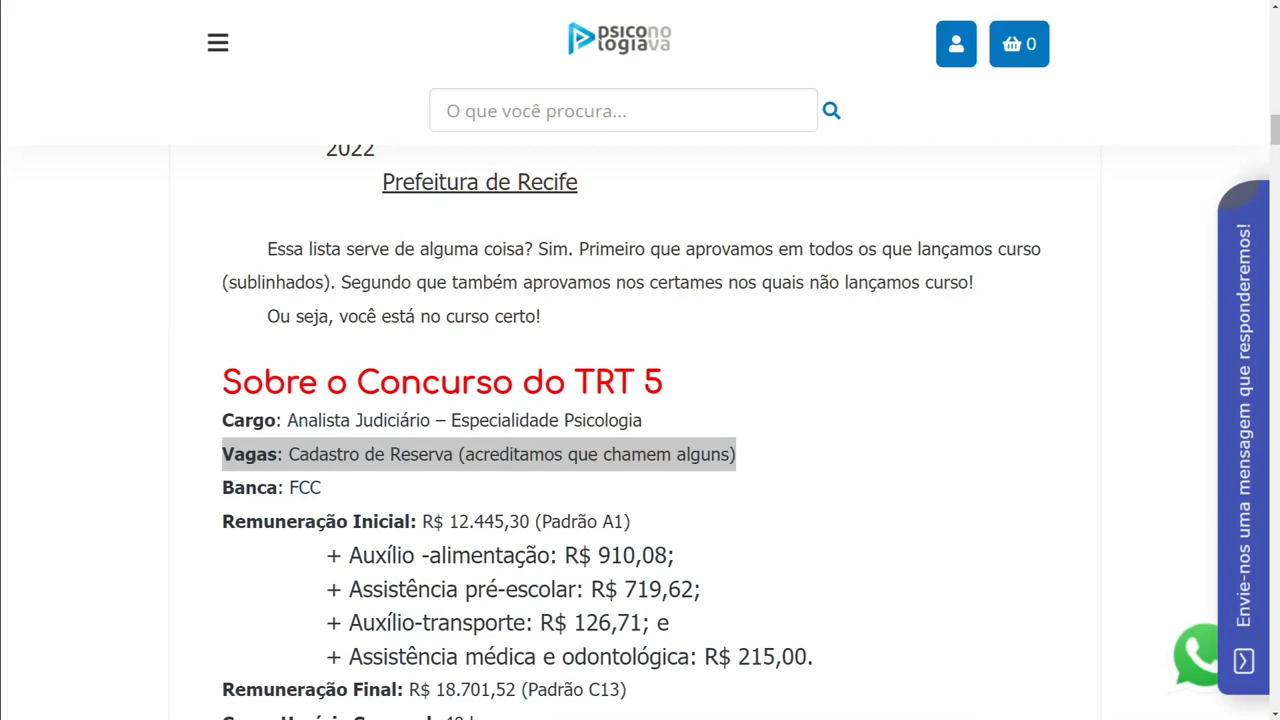 psicono
logiava
0
O que você procura...
2022
Prefeitura de Recife
Essa lista serve de alguma coisa? Sim. Primeiro que aprovamos em todos os que lançamos curso
(sublinhados). Segundo que também aprovamos nos certames nos quais não lançamos curso!
Ou seja, você está no curso certo!
Sobre o Concurso do TRT 5
Cargo: Analista Judiciário – Especialidade Psicologia
Vagas: Cadastro de Reserva (acreditamos que chamem alguns)
Banca: FCC
Remuneração Inicial: R$ 12.445,30 (Padrão A1)
+ Auxílio -alimentação: R$ 910,08;
+ Assistência pré-escolar: R$ 719,62;
+ Auxílio-transporte: R$ 126,71; e
+ Assistência médica e odontológica: R$ 215,00.
Remuneração Final: R$ 18.701,52 (Padrão C13)
Envie-nos uma mensagem que responderemos!